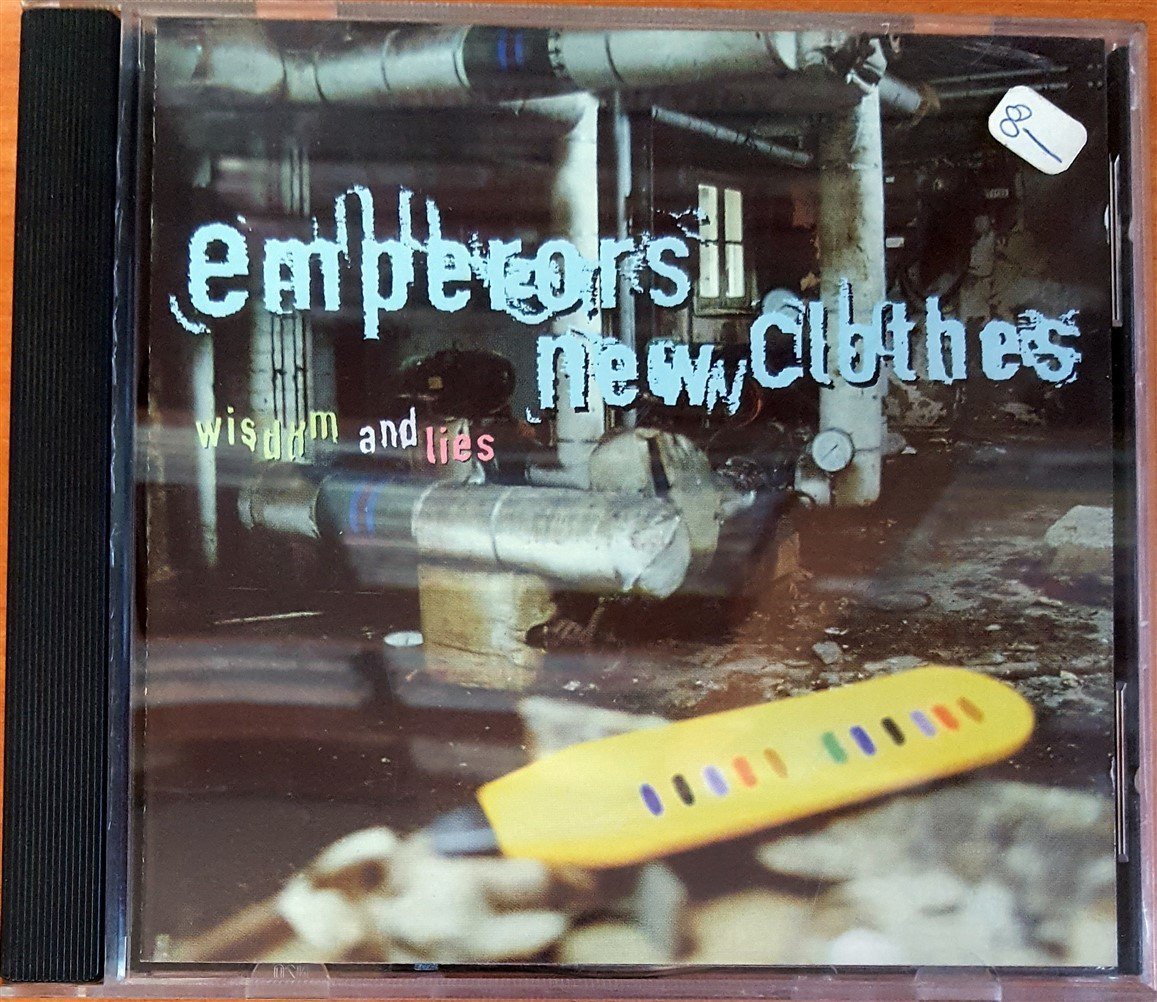 8-
emperors
new clothes
wisdom and lies